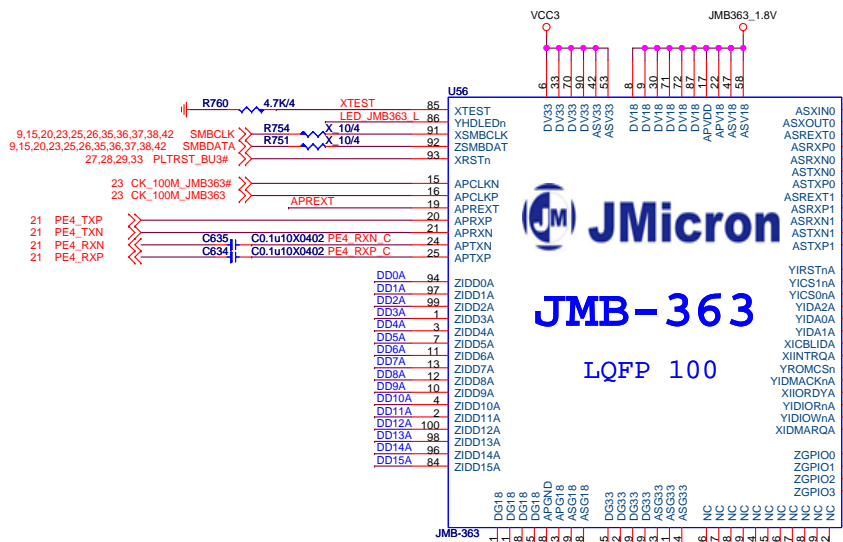 VCC3
JMB363_1.8V
6
33
70
90
42
53
8
9
30
71
72
87
17
22
47
58
U56
DV33
DV33
DV33
DV33
ASV33
ASV33
DV18
DV18
DV18
DV18
DV18
DV18
APVDD
APV18
ASV18
ASV18
R760 4.7K/4 XTEST 85 XTEST
LED_JMB363_L 86 YHDLEDn
9,15,20,23,25,26,35,36,37,38,42 SMBCLK R754 X_10/4 91 XSMBCLK
9,15,20,23,25,26,35,36,37,38,42 SMBDATA R751 X_10/4 92 ZSMBDAT
27,28,29,33 PLTRST_BU3# 93 XRSTn
23 CK_100M_JMB363# 15 APCLKN
23 CK_100M_JMB363 16 APCLKP
APREXT 19 APREXT
21 PE4_TXP 20 APRXP
21 PE4_TXN 21 APRXN
21 PE4_RXN C635 C0.1u10X0402 PE4_RXN_C 24 APTXN
21 PE4_RXP C634 C0.1u10X0402 PE4_RXP_C 25 APTXP
DD0A 94 ZIDD0A
DD1A 97 ZIDD1A
DD2A 99 ZIDD2A
DD3A 1 ZIDD3A
DD4A 3 ZIDD4A
DD5A 7 ZIDD5A
DD6A 11 ZIDD6A
DD7A 13 ZIDD7A
DD8A 12 ZIDD8A
DD9A 10 ZIDD9A
DD10A 4 ZIDD10A
DD11A 2 ZIDD11A
DD12A 100 ZIDD12A
DD13A 98 ZIDD13A
DD14A 96 ZIDD14A
DD15A 84 ZIDD15A
JM JMicron
JMB-363
LQFP 100
ASXIN0
ASXOUT0
ASREXT0
ASRXP0
ASRXN0
ASTXN0
ASTXP0
ASREXT1
ASRXP1
ASRXN1
ASTXN1
ASTXP1
YIRSTnA
YICS1nA
YICS0nA
YIDA2A
YIDA0A
YIDA1A
XICBLIDA
XIINTRQA
YROMCSn
YIDMACKnA
XIIORDYA
YIDIORnA
YIDIOWnA
XIDMARQA
ZGPIO0
ZGPIO1
ZGPIO2
ZGPIO3
DG18
DG18
DG18
DG18
APGND
APG18
ASG18
ASG18
DG33
DG33
DG33
DG33
ASG33
ASG33
ASG33
NC
NC
NC
NC
NC
NC
NC
NC
NC
NC
JMB-363